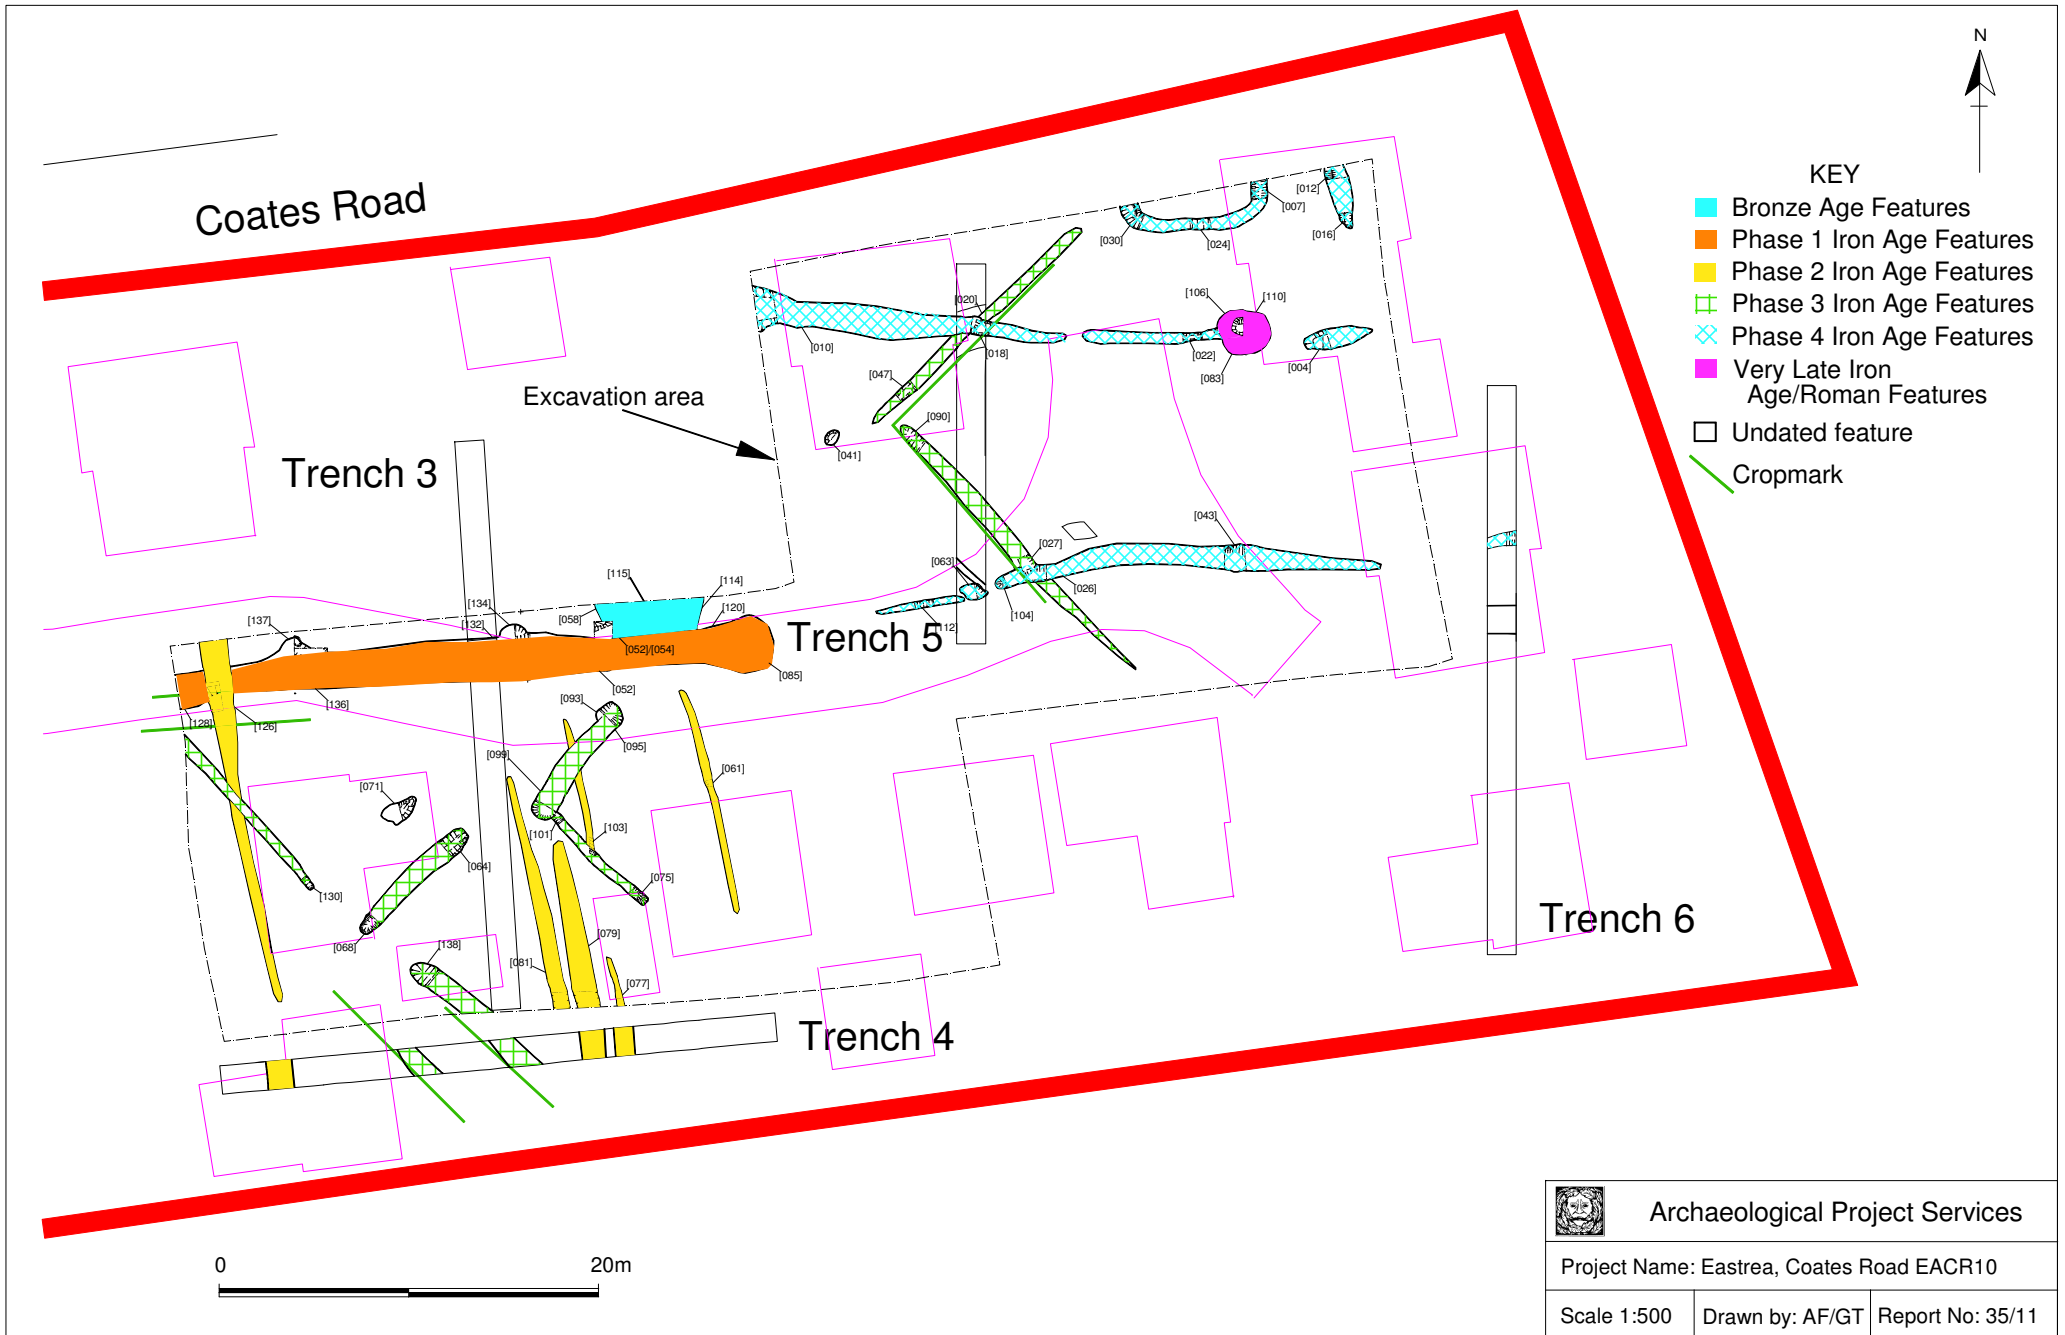 N
Coates Road
KEY
Bronze Age Features
Phase 1 Iron Age Features
Phase 2 Iron Age Features
Phase 3 Iron Age Features
Phase 4 Iron Age Features
Very Late Iron
Age/Roman Features
Undated feature
Cropmark
[012]
[007]
[030]
[024]
[016]
[020]
[106]
[110]
[010]
[018]
[022]
[004]
[047]
[083]
Excavation area
[090]
[041]
Trench 3
[043]
[027]
[063]
[026]
[104]
[112]
[115]
[114]
[058]
[120]
[134]
[132]
[137]
Trench 5
[052]/[054]
[085]
[052]
[136]
[128]
[126]
[093]
[095]
[099]
[061]
[071]
[101]
[103]
[064]
[075]
[130]
[068]
[138]
[079]
[081]
[077]
Trench 6
Trench 4
0 20m
Archaeological Project Services
Project Name: Eastrea, Coates Road EACR10
Scale 1:500 Drawn by: AF/GT Report No: 35/11